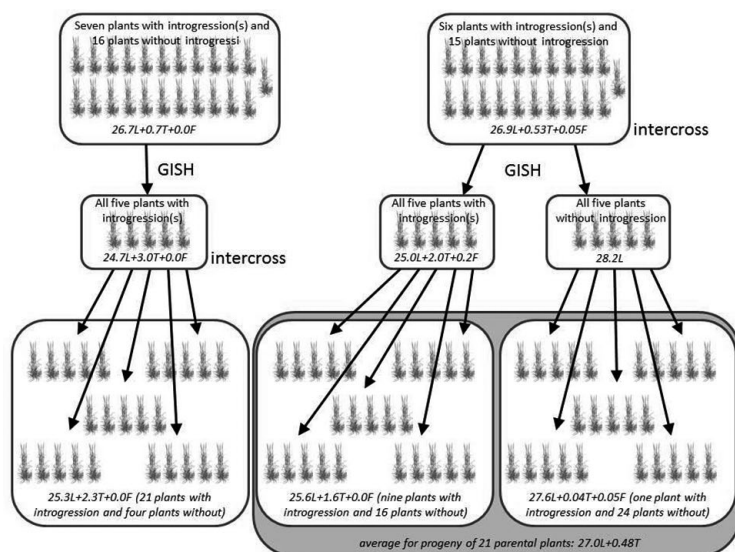 Seven plants with introgression(s) and
16 plants without introgressi
26.7L+0.7T+0.0F
Six plants with introgression(s) and
15 plants without introgression
26.9L+0.53T+0.05F
intercross
GISH
GISH
All five plants with
introgression(s)
24.7L+3.0T+0.0F
intercross
All five plants with
introgression(s)
25.0L+2.0T+0.2F
All five plants
without introgression
28.2L
25.3L+2.3T+0.0F (21 plants with
introgression and four plants without)
25.6L+1.6T+0.0F (nine plants with
introgression and 16 plants without)
27.6L+0.04T+0.05F (one plant with
introgression and 24 plants without)
average for progeny of 21 parental plants: 27.0L+0.48T